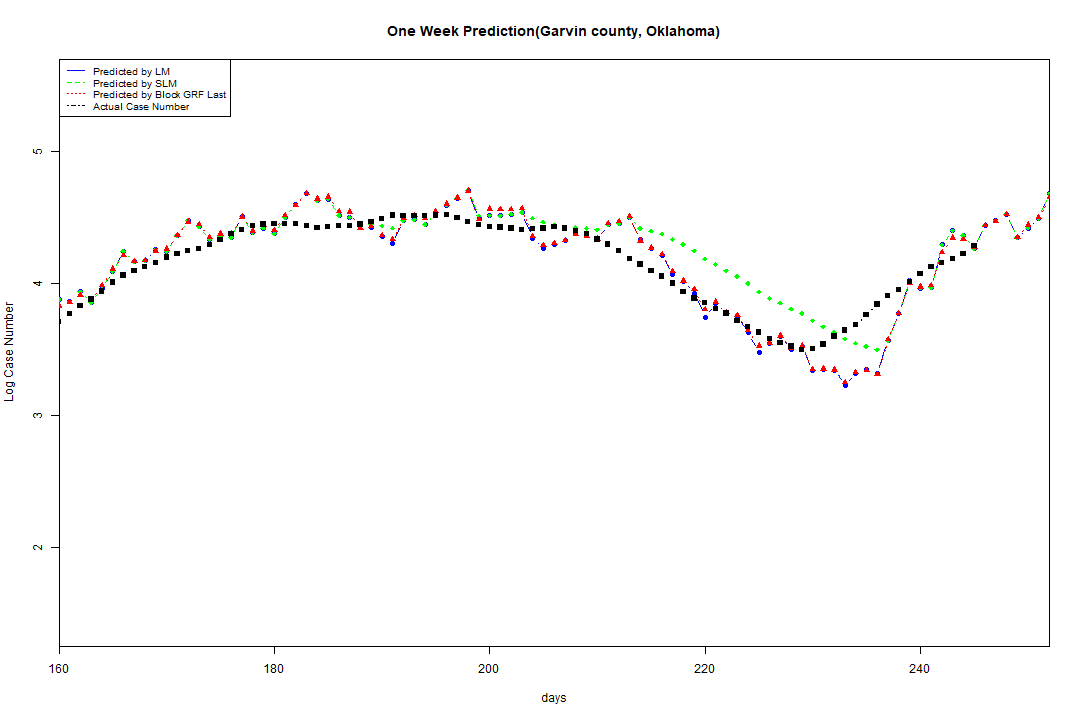 One Week Prediction(Garvin county, Oklahoma)
Predicted by LM
Predicted by SLM
Predicted by Block GRF Last
Actual Case Number
5
4
3
2
Log Case Number
160 180 200 220 240
days